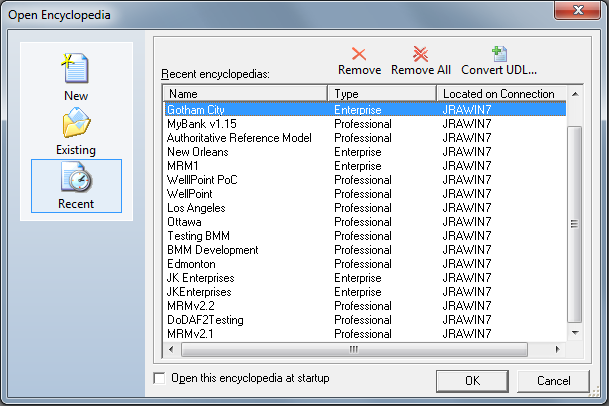 Open Encyclopedia
New
Existing
Recent
Recent encyclopedias:
Remove
Remove All
Convert UDL...
Name Type Located on Connection
Gotham City Enterprise JRAWIN7
MyBank v1.15 Professional JRAWIN7
Authoritative Reference Model Professional JRAWIN7
New Orleans Enterprise JRAWIN7
MRM1 Enterprise JRAWIN7
WelllPoint PoC Professional JRAWIN7
WellPoint Professional JRAWIN7
Los Angeles Professional JRAWIN7
Ottawa Professional JRAWIN7
Testing BMM Professional JRAWIN7
BMM Development Professional JRAWIN7
Edmonton Professional JRAWIN7
JK Enterprises Enterprise JRAWIN7
JKEnterprises Enterprise JRAWIN7
MRMv2.2 Professional JRAWIN7
DoDAF2Testing Professional JRAWIN7
MRMv2.1 Professional JRAWIN7
Open this encyclopedia at startup
OK
Cancel